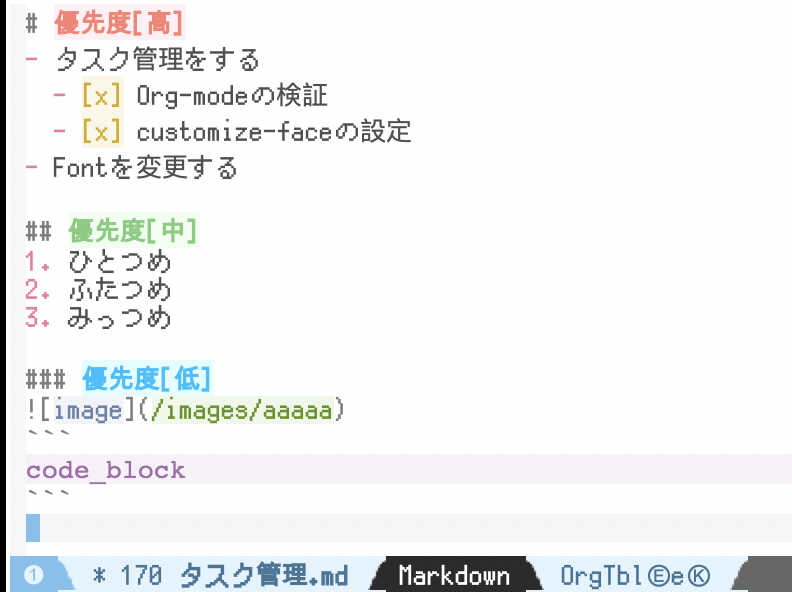 # 優先度[高]
- タスク管理をする
- [x] Org-modeの検証
- [x] customize-faceの設定
- Fontを変更する
## 優先度[中]
1. ひとつめ
2. ふたつめ
3. みっつめ
### 優先度[低]
![image](/images/aaaaa)
```
code_block
```
❶ * 170 タスク管理.md Markdown OrgTblⒺeⓀ